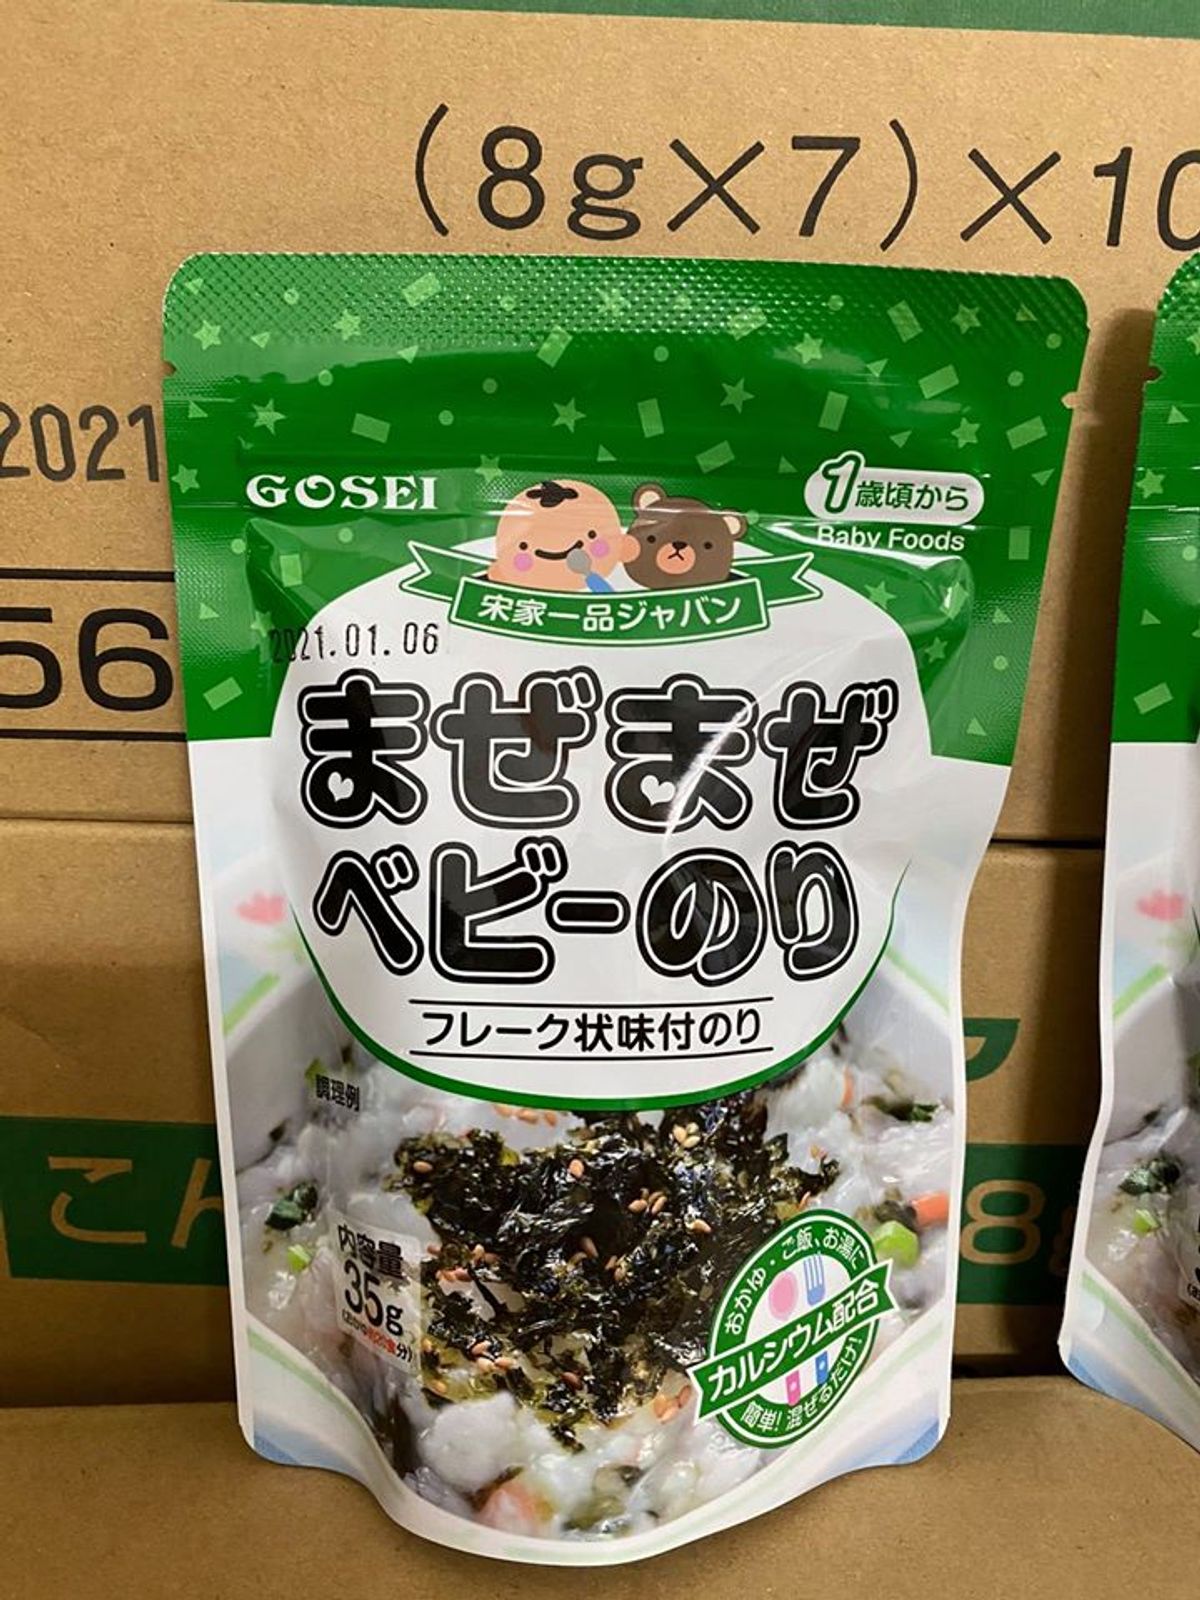 (8g×7)×10
2021
56
GOSEI
1歳頃から
Baby Foods
宋家一品ジャパン
2021.01.06
まぜまぜ
ベビーのり
フレーク状味付のり
調理例
内容量
35g
おかゆ・ご飯、お湯に
カルシウム配合
簡単!混ぜるだけ!
こん
8g